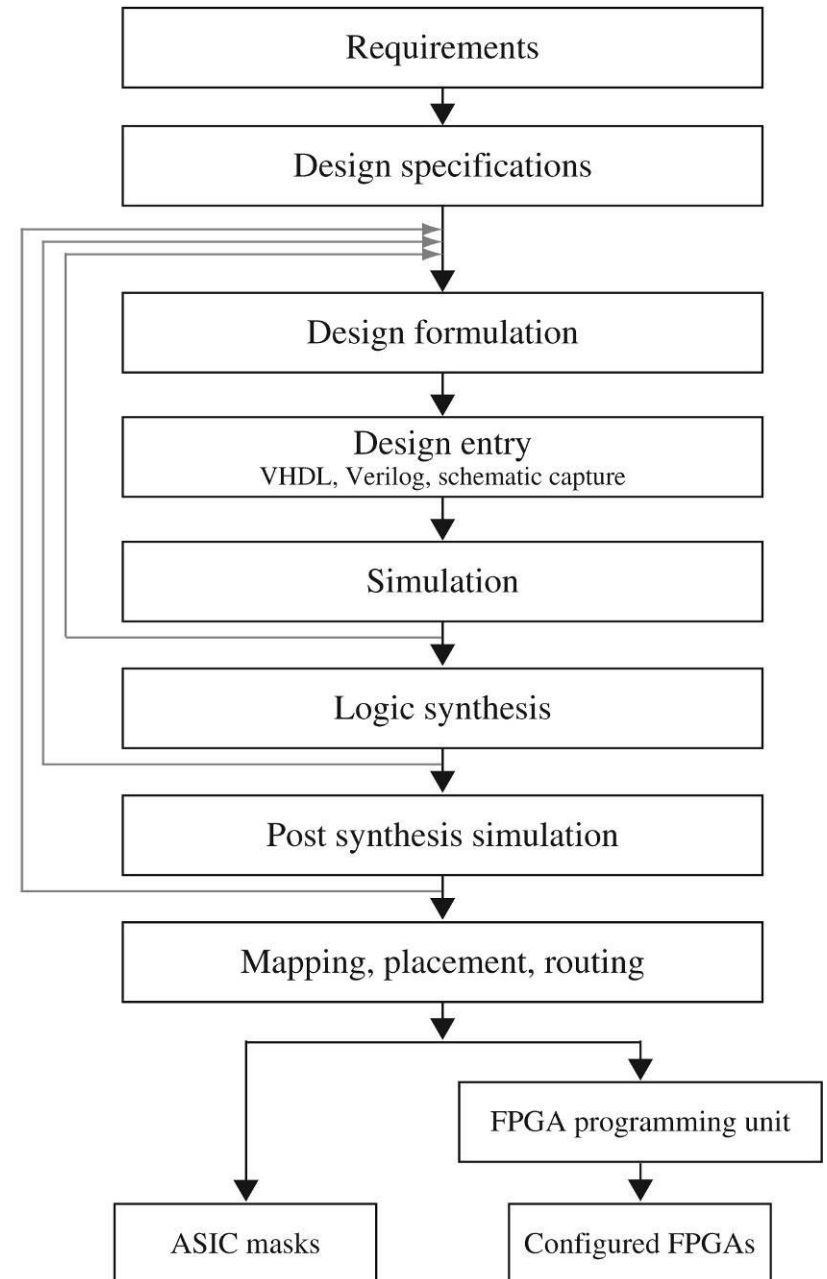 Requirements
Design specifications
Design formulation
Design entry
VHDL, Verilog, schematic capture
Simulation
Logic synthesis
Post synthesis simulation
Mapping, placement, routing
FPGA programming unit
ASIC masks
Configured FPGAs